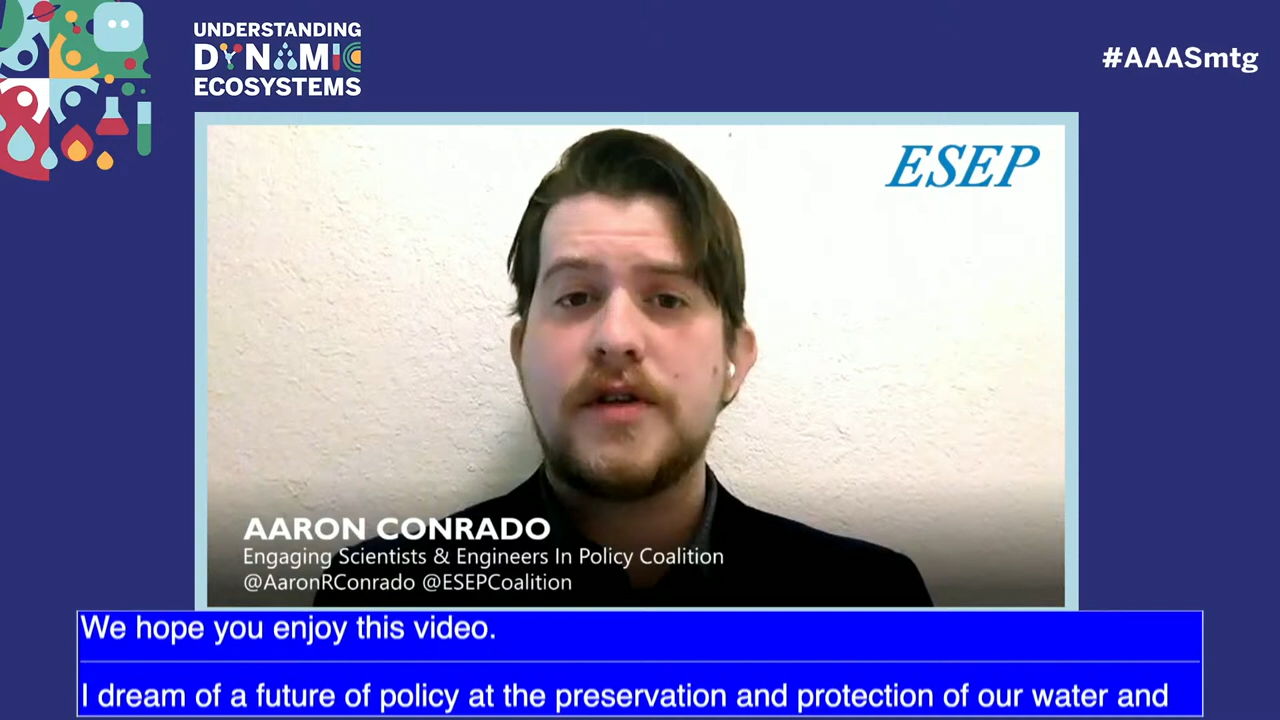 UNDERSTANDING
DYNAMIC
ECOSYSTEMS
#AAASmtg
ESEP
AARON CONRADO
Engaging Scientists & Engineers In Policy Coalition
@AaronRConrado @ESEPCoalition
We hope you enjoy this video.
I dream of a future of policy at the preservation and protection of our water and